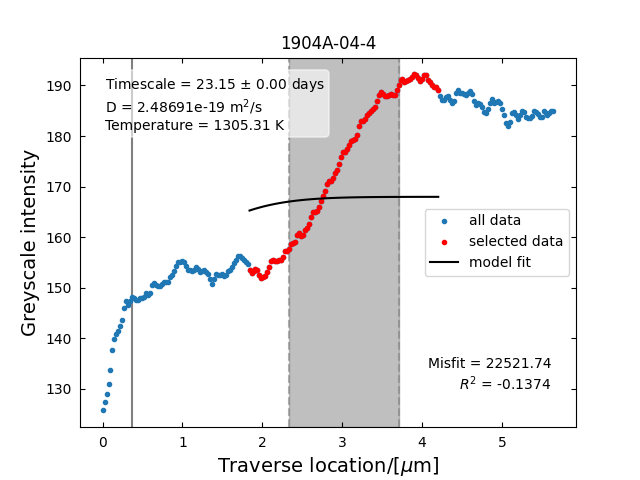 1904A-04-4
Timescale = 23.15 ± 0.00 days
D = 2.48691e-19 m²/s
Temperature = 1305.31 K
190
180
170
160
150
140
130
Greyscale intensity
all data
selected data
model fit
Misfit = 22521.74
R² = -0.1374
0 1 2 3 4 5
Traverse location/[μm]